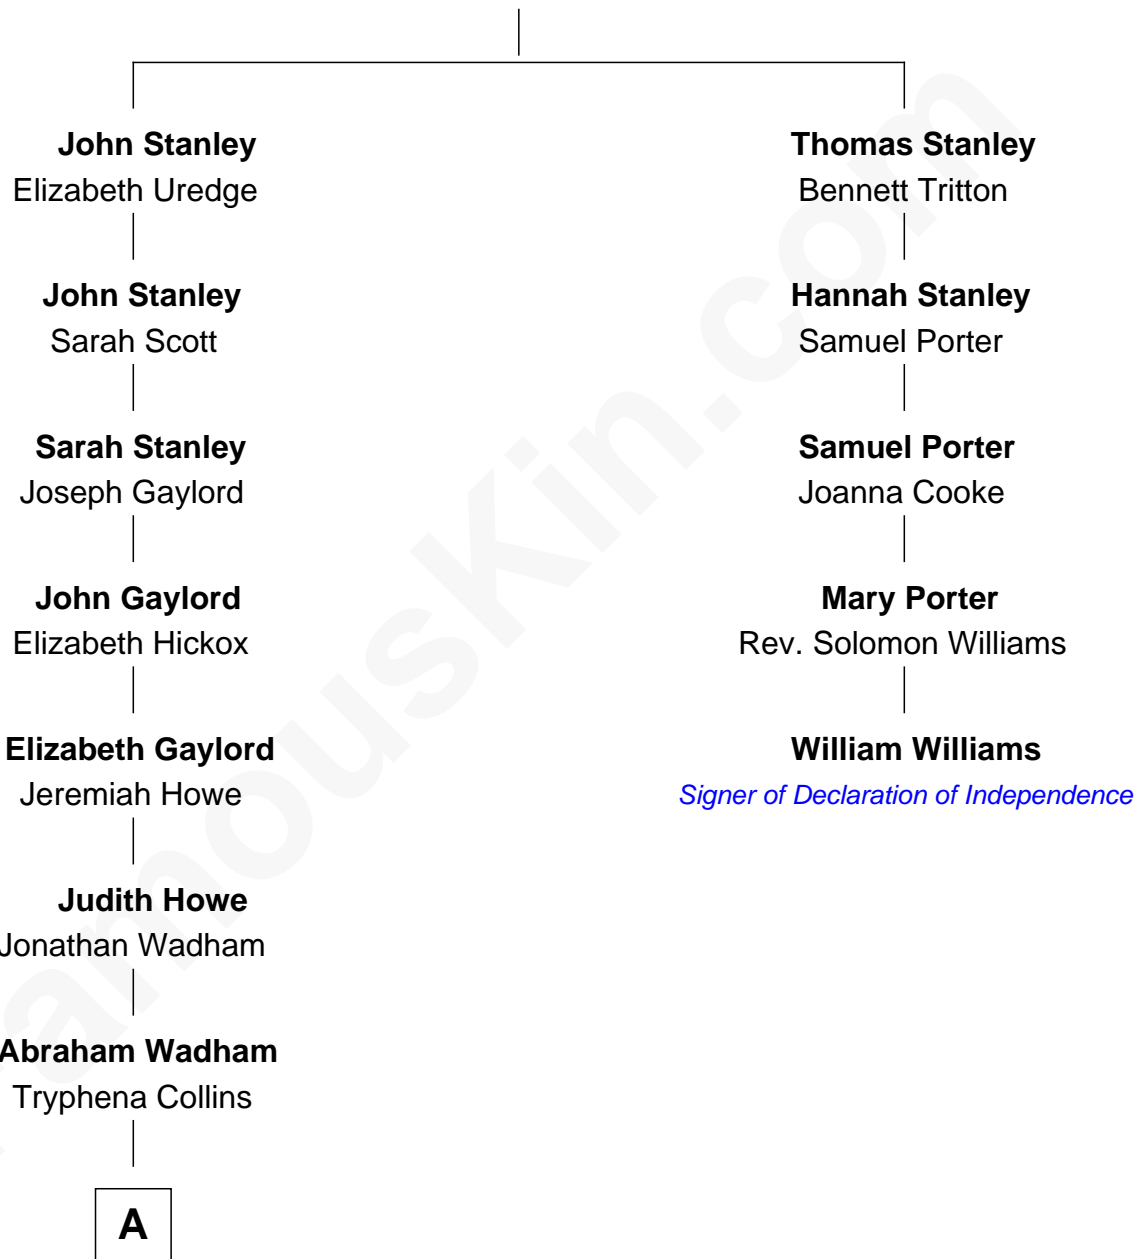 John Stanley
Elizabeth Uredge
John Stanley
Sarah Scott
Sarah Stanley
Joseph Gaylord
John Gaylord
Elizabeth Hickox
Elizabeth Gaylord
Jeremiah Howe
Judith Howe
Jonathan Wadham
Abraham Wadham
Tryphena Collins
A
Thomas Stanley
Bennett Tritton
Hannah Stanley
Samuel Porter
Samuel Porter
Joanna Cooke
Mary Porter
Rev. Solomon Williams
William Williams
Signer of Declaration of Independence
FamousKin.com